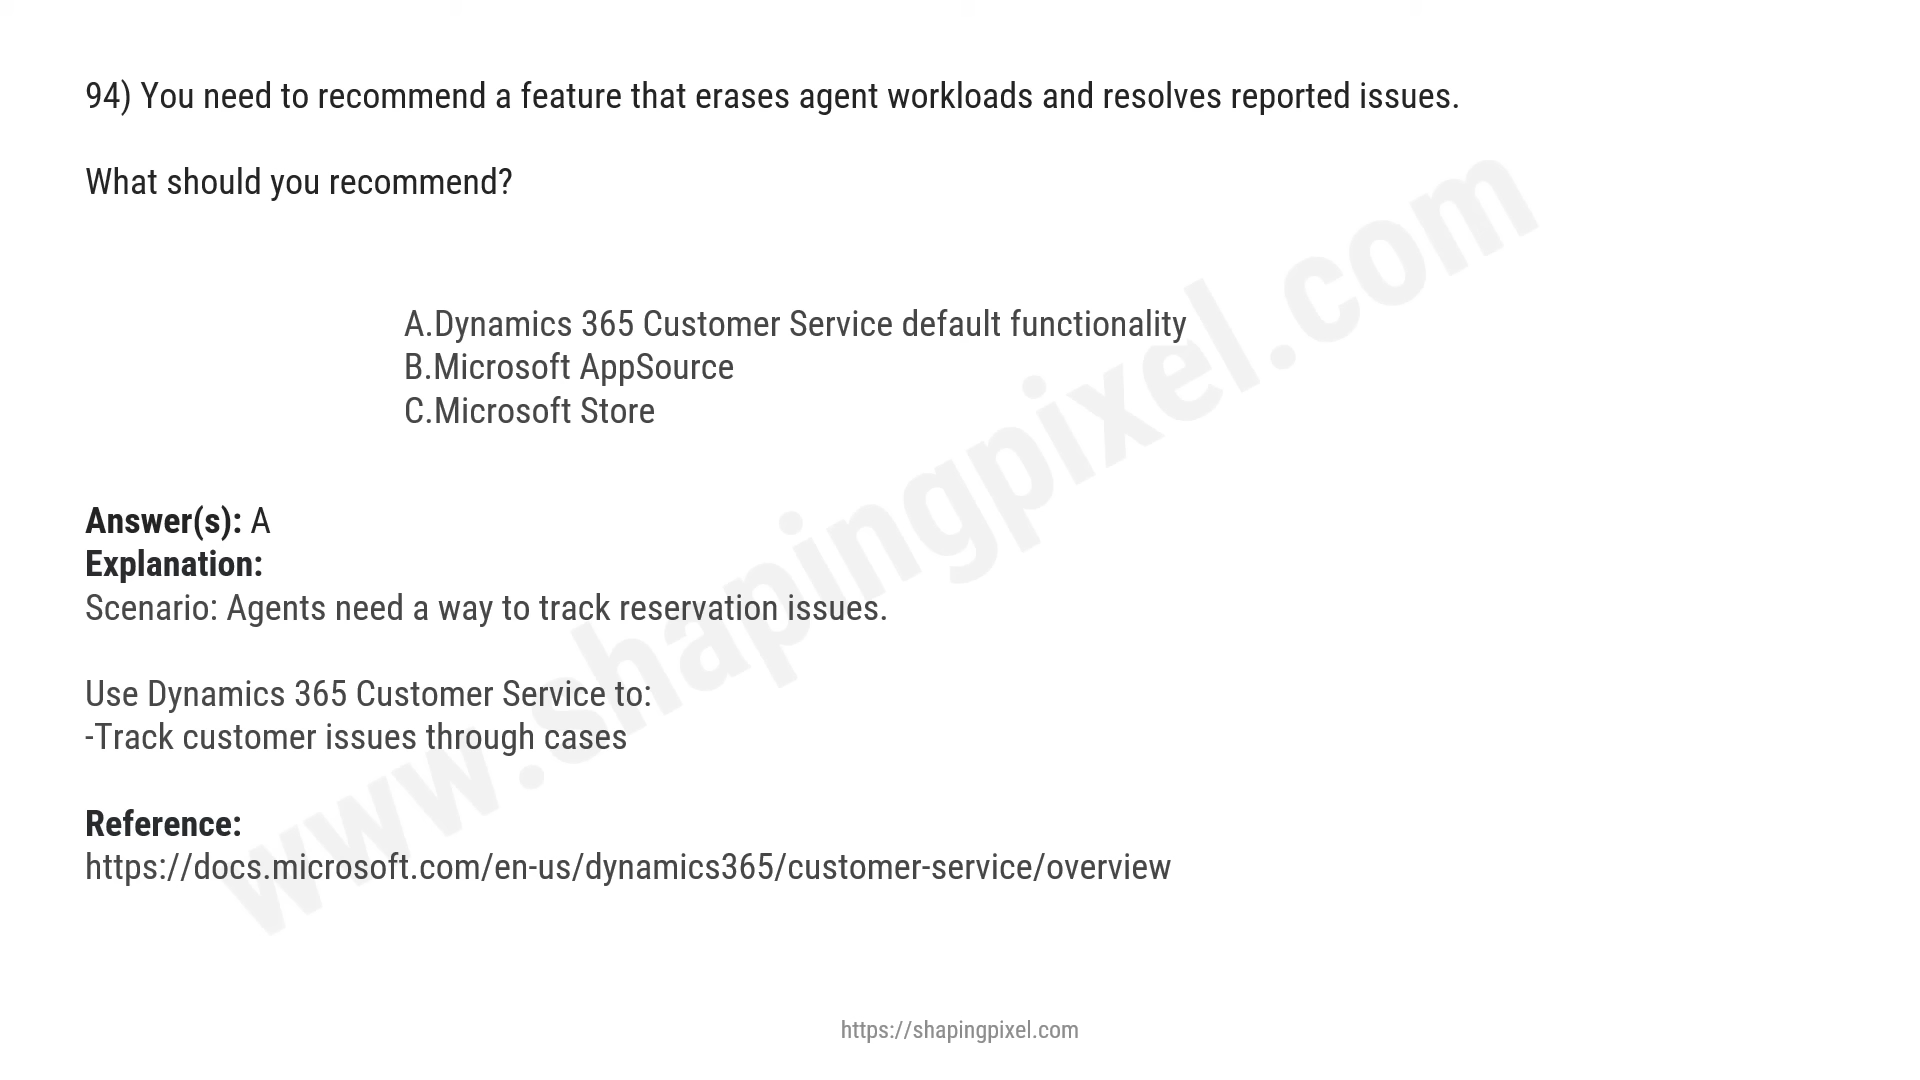 94) You need to recommend a feature that erases agent workloads and resolves reported issues.
What should you recommend?
A.Dynamics 365 Customer Service default functionality
B.Microsoft AppSource
C.Microsoft Store
Answer(s): A
Explanation:
Scenario: Agents need a way to track reservation issues.
Use Dynamics 365 Customer Service to:
-Track customer issues through cases
Reference:
https://docs.microsoft.com/en-us/dynamics365/customer-service/overview
www.shapingpixel.com
https://shapingpixel.com